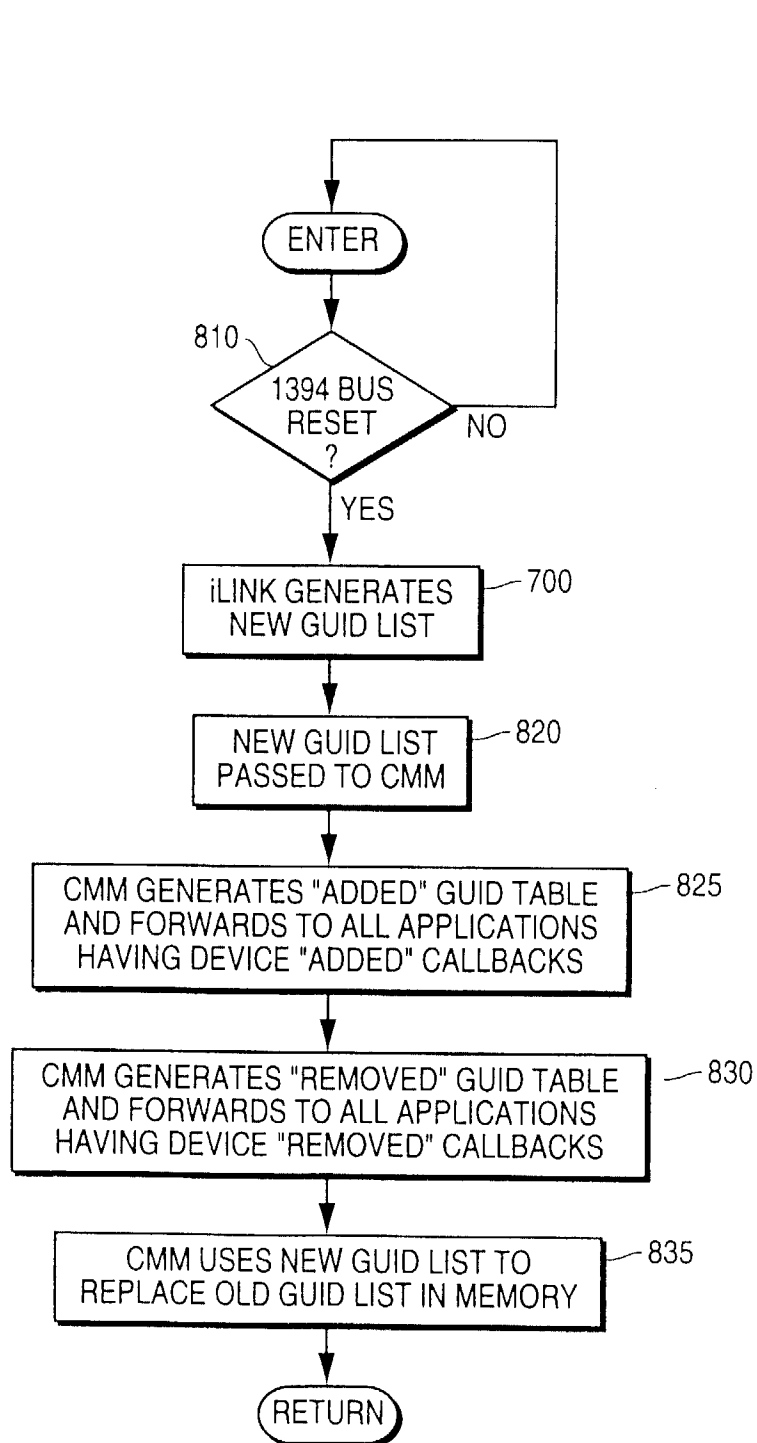 ENTER
810
1394 BUS
RESET
?
NO
YES
iLINK GENERATES
NEW GUID LIST
700
NEW GUID LIST
PASSED TO CMM
820
CMM GENERATES "ADDED" GUID TABLE
AND FORWARDS TO ALL APPLICATIONS
HAVING DEVICE "ADDED" CALLBACKS
825
CMM GENERATES "REMOVED" GUID TABLE
AND FORWARDS TO ALL APPLICATIONS
HAVING DEVICE "REMOVED" CALLBACKS
830
CMM USES NEW GUID LIST TO
REPLACE OLD GUID LIST IN MEMORY
835
RETURN